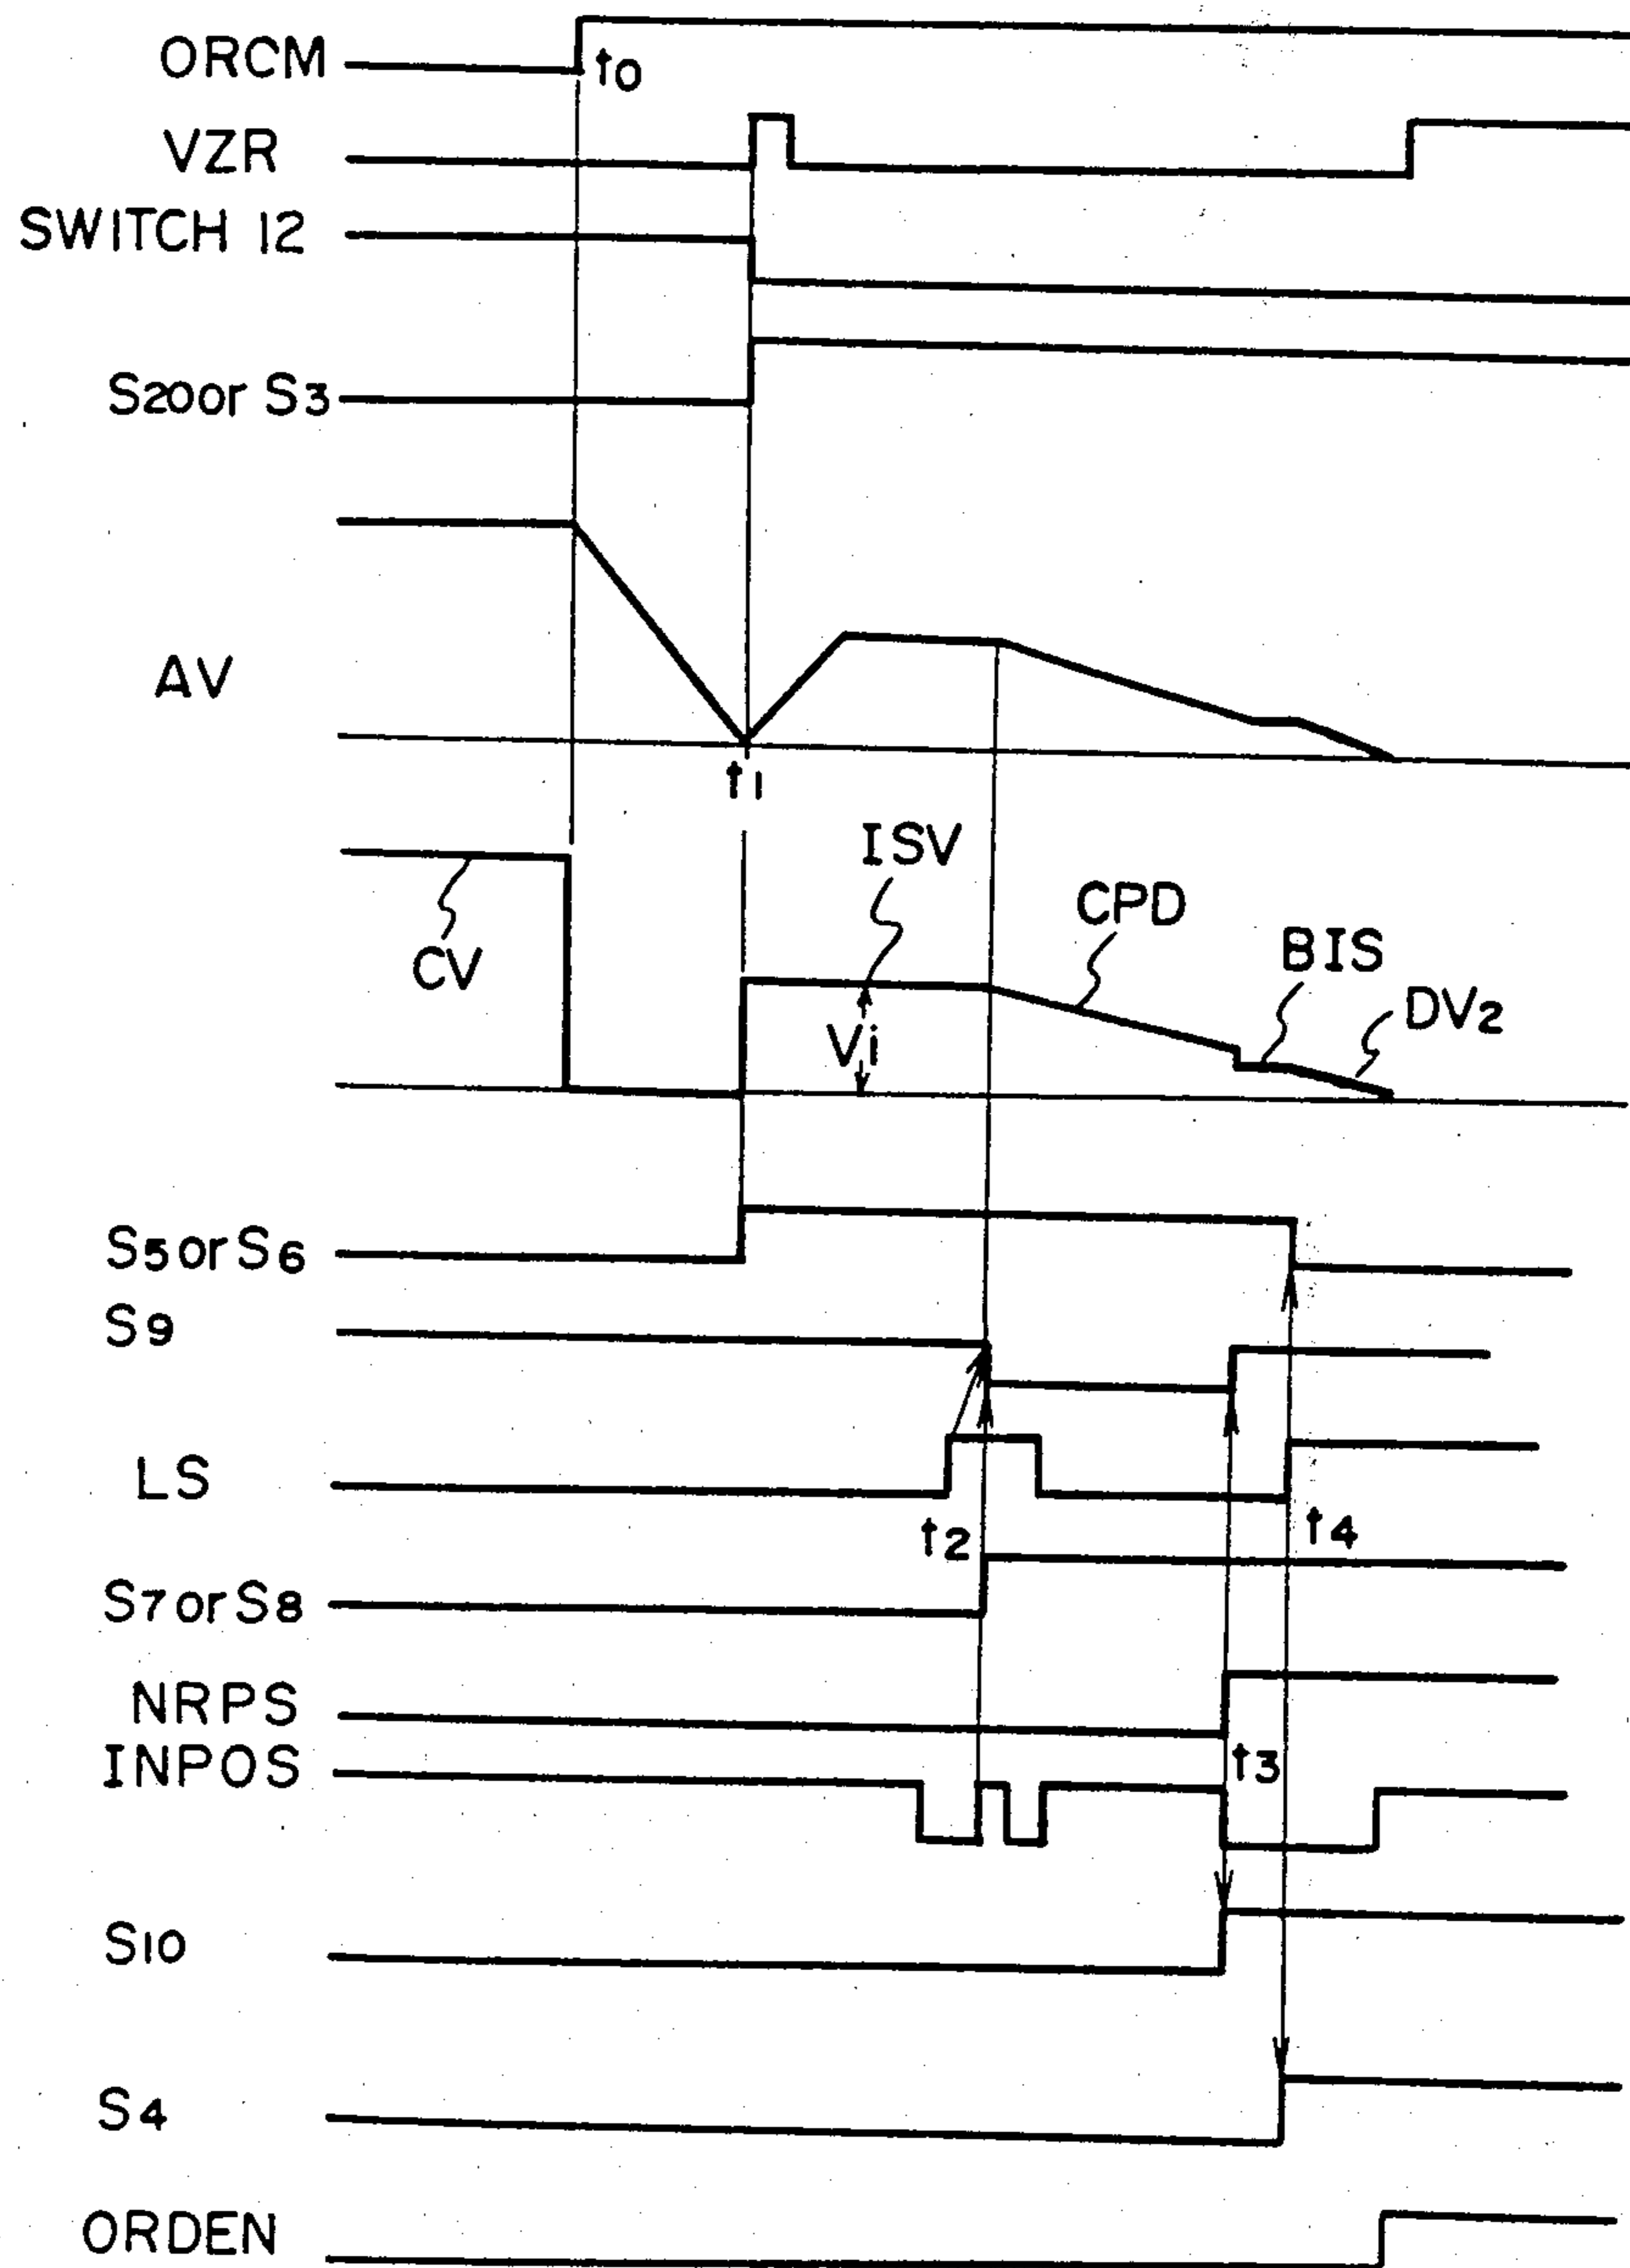 ORCM
t0
VZR
SWITCH 12
S20 or S3
AV
t1
ISV
CPD
BIS
CV
Vi
DV2
S5 or S6
S9
LS
t2
t4
S7 or S8
NRPS
t3
INPOS
S10
S4
ORDEN